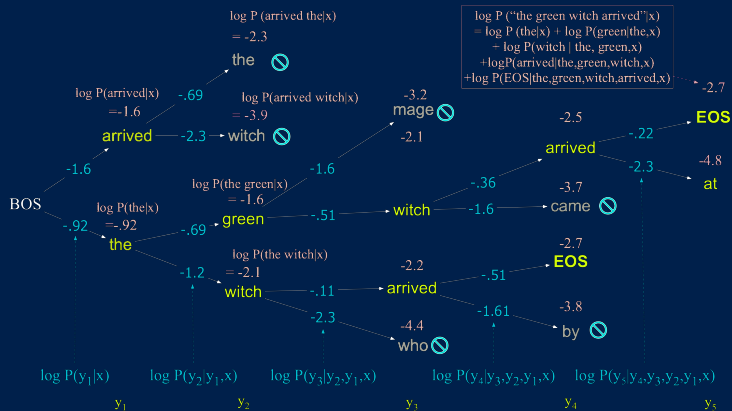 log P (arrived the|x)
= -2.3
the
log P ("the green witch arrived"|x)
= log P (the|x) + log P(green|the,x)
+ log P(witch | the, green,x)
+logP(arrived|the,green,witch,x)
+log P(EOS|the,green,witch,arrived,x)
log P(arrived|x)
=-1.6
arrived
-.69
-2.3
log P(arrived witch|x)
= -3.9
witch
-3.2
mage
-2.1
-2.5
arrived
-.22
-2.3
-2.7
EOS
-4.8
at
-1.6
BOS
-.92
log P(the|x)
=-.92
the
-.69
-1.2
log P(the green|x)
= -1.6
green
-1.6
-.51
witch
-.36
-1.6
-3.7
came
log P(the witch|x)
= -2.1
witch
-.11
-2.3
-2.2
arrived
-.51
-1.61
-2.7
EOS
-3.8
by
-4.4
who
log P(y1|x)
log P(y2|y1,x)
log P(y3|y2,y1,x)
log P(y4|y3,y2,y1,x)
log P(y5|y4,y3,y2,y1,x)
y1
y2
y3
y4
y5